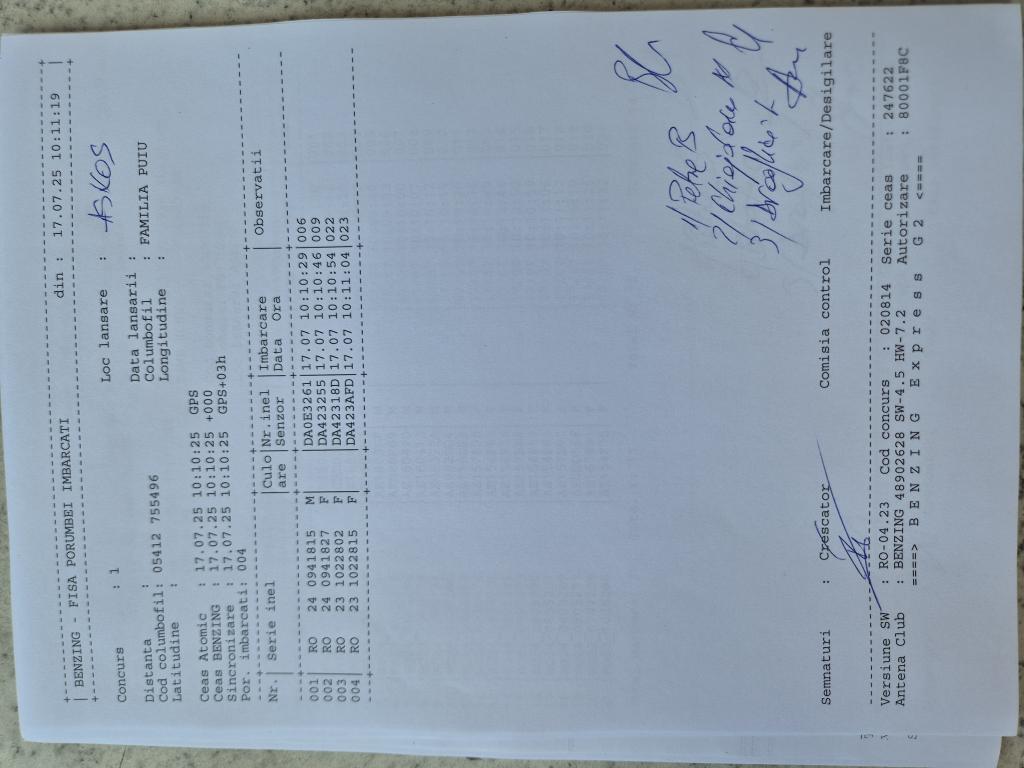 +---------------------------------------------------------------------+
| BENZING - FISA PORUMBEI IMBARCATI din : 17.07.25 10:11:19 |
+---------------------------------------------------------------------+
Concurs : 1 Loc lansare :
Distanta : Data lansarii :
Cod columbofil: 05412 755496 Columbofil : FAMILIA PUIU
Latitudine : Longitudine :
Ceas Atomic : 17.07.25 10:10:25 GPS
Ceas BENZING : 17.07.25 10:10:25 +000
Sincronizare : 17.07.25 10:10:25 GPS+03h
Por. imbarcati: 004
Nr.| Serie inel |Culo|Nr.inel |Imbarcare | Observatii
| |are |Senzor |Data Ora |
001| RO 24 0941815 M | |DA0E3261|17.07 10:10:29|006
002| RO 24 0941827 F | |DA423255|17.07 10:10:46|009
003| RO 23 1022802 F | |DA42318D|17.07 10:10:54|022
004| RO 23 1022815 F | |DA423AFD|17.07 10:11:04|023
1) Petre B
2)
3)
Semnaturi : Crescator Comisia control Imbarcare/Desigilare
Versiune SW : RO-04.23 Cod concurs : 020814 Serie ceas : 247622
Antena Club : BENZING 48902628 SW-4.5 HW-7.2 Autorizare : 80001F8C
====> B E N Z I N G E x p r e s s G 2 <====